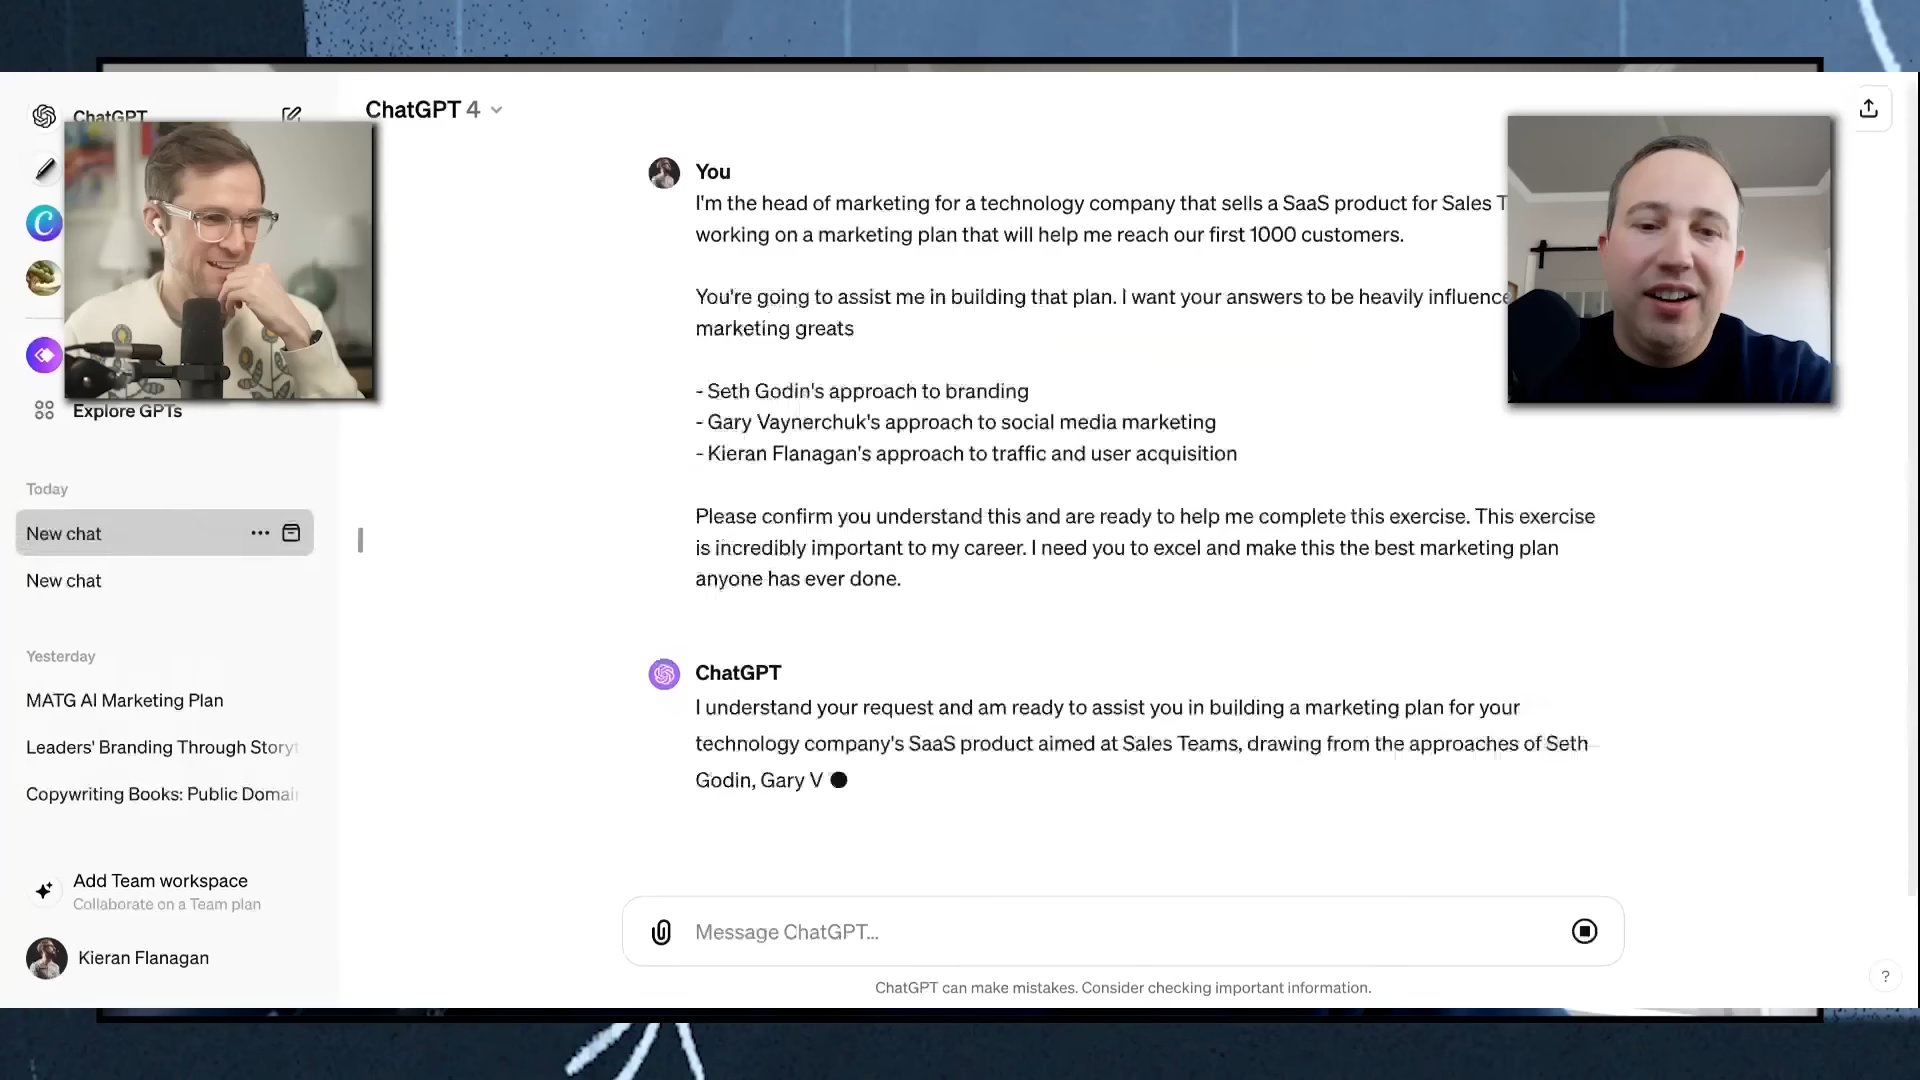 ChatGPT
Explore GPTs
Today
New chat
New chat
Yesterday
MATG AI Marketing Plan
Leaders' Branding Through Storyt
Copywriting Books: Public Domain
Add Team workspace
Collaborate on a Team plan
Kieran Flanagan
ChatGPT 4
You
I'm the head of marketing for a technology company that sells a SaaS product for Sales T
working on a marketing plan that will help me reach our first 1000 customers.
You're going to assist me in building that plan. I want your answers to be heavily influence
marketing greats
- Seth Godin's approach to branding
- Gary Vaynerchuk's approach to social media marketing
- Kieran Flanagan's approach to traffic and user acquisition
Please confirm you understand this and are ready to help me complete this exercise. This exercise
is incredibly important to my career. I need you to excel and make this the best marketing plan
anyone has ever done.
ChatGPT
I understand your request and am ready to assist you in building a marketing plan for your
technology company's SaaS product aimed at Sales Teams, drawing from the approaches of Seth
Godin, Gary V
Message ChatGPT...
ChatGPT can make mistakes. Consider checking important information.
?